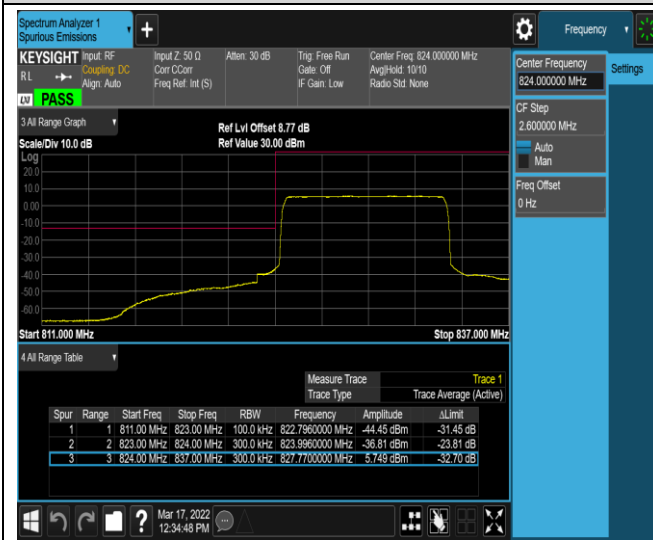 Spectrum Analyzer 1
Spurious Emissions
+
Frequency
KEYSIGHT Input: RF Input Z: 50 Ω Atten: 30 dB Trig: Free Run Center Freq: 824.000000 MHz
R L Coupling: DC Corr CCorr Gate: Off Avg|Hold: 10/10
Align: Auto Freq Ref: Int (S) IF Gain: Low Radio Std: None
LXI PASS
Center Frequency
824.000000 MHz
Settings
CF Step
2.600000 MHz
Auto
Man
Freq Offset
0 Hz
3 All Range Graph
Ref Lvl Offset 8.77 dB
Scale/Div 10.0 dB Ref Value 30.00 dBm
Log
20.0
10.0
0.00
-10.0
-20.0
-30.0
-40.0
-50.0
-60.0
Start 811.000 MHz Stop 837.000 MHz
4 All Range Table
Measure Trace Trace 1
Trace Type Trace Average (Active)
Spur Range Start Freq Stop Freq RBW Frequency Amplitude ΔLimit
1 1 811.00 MHz 823.00 MHz 100.0 kHz 822.7960000 MHz -44.45 dBm -31.45 dB
2 2 823.00 MHz 824.00 MHz 300.0 kHz 823.9960000 MHz -36.81 dBm -23.81 dB
3 3 824.00 MHz 837.00 MHz 300.0 kHz 827.7700000 MHz 5.749 dBm -32.70 dB
? Mar 17, 2022
12:34:48 PM